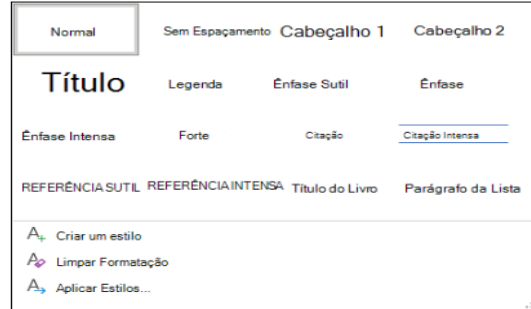 Normal Sem Espaçamento Cabeçalho 1 Cabeçalho 2
Título Legenda Ênfase Sutil Ênfase
Ênfase Intensa Forte Citação Citação Intensa
REFERÊNCIA SUTIL REFERÊNCIA INTENSA Título do Livro Parágrafo da Lista
Criar um estilo
Limpar Formatação
Aplicar Estilos...